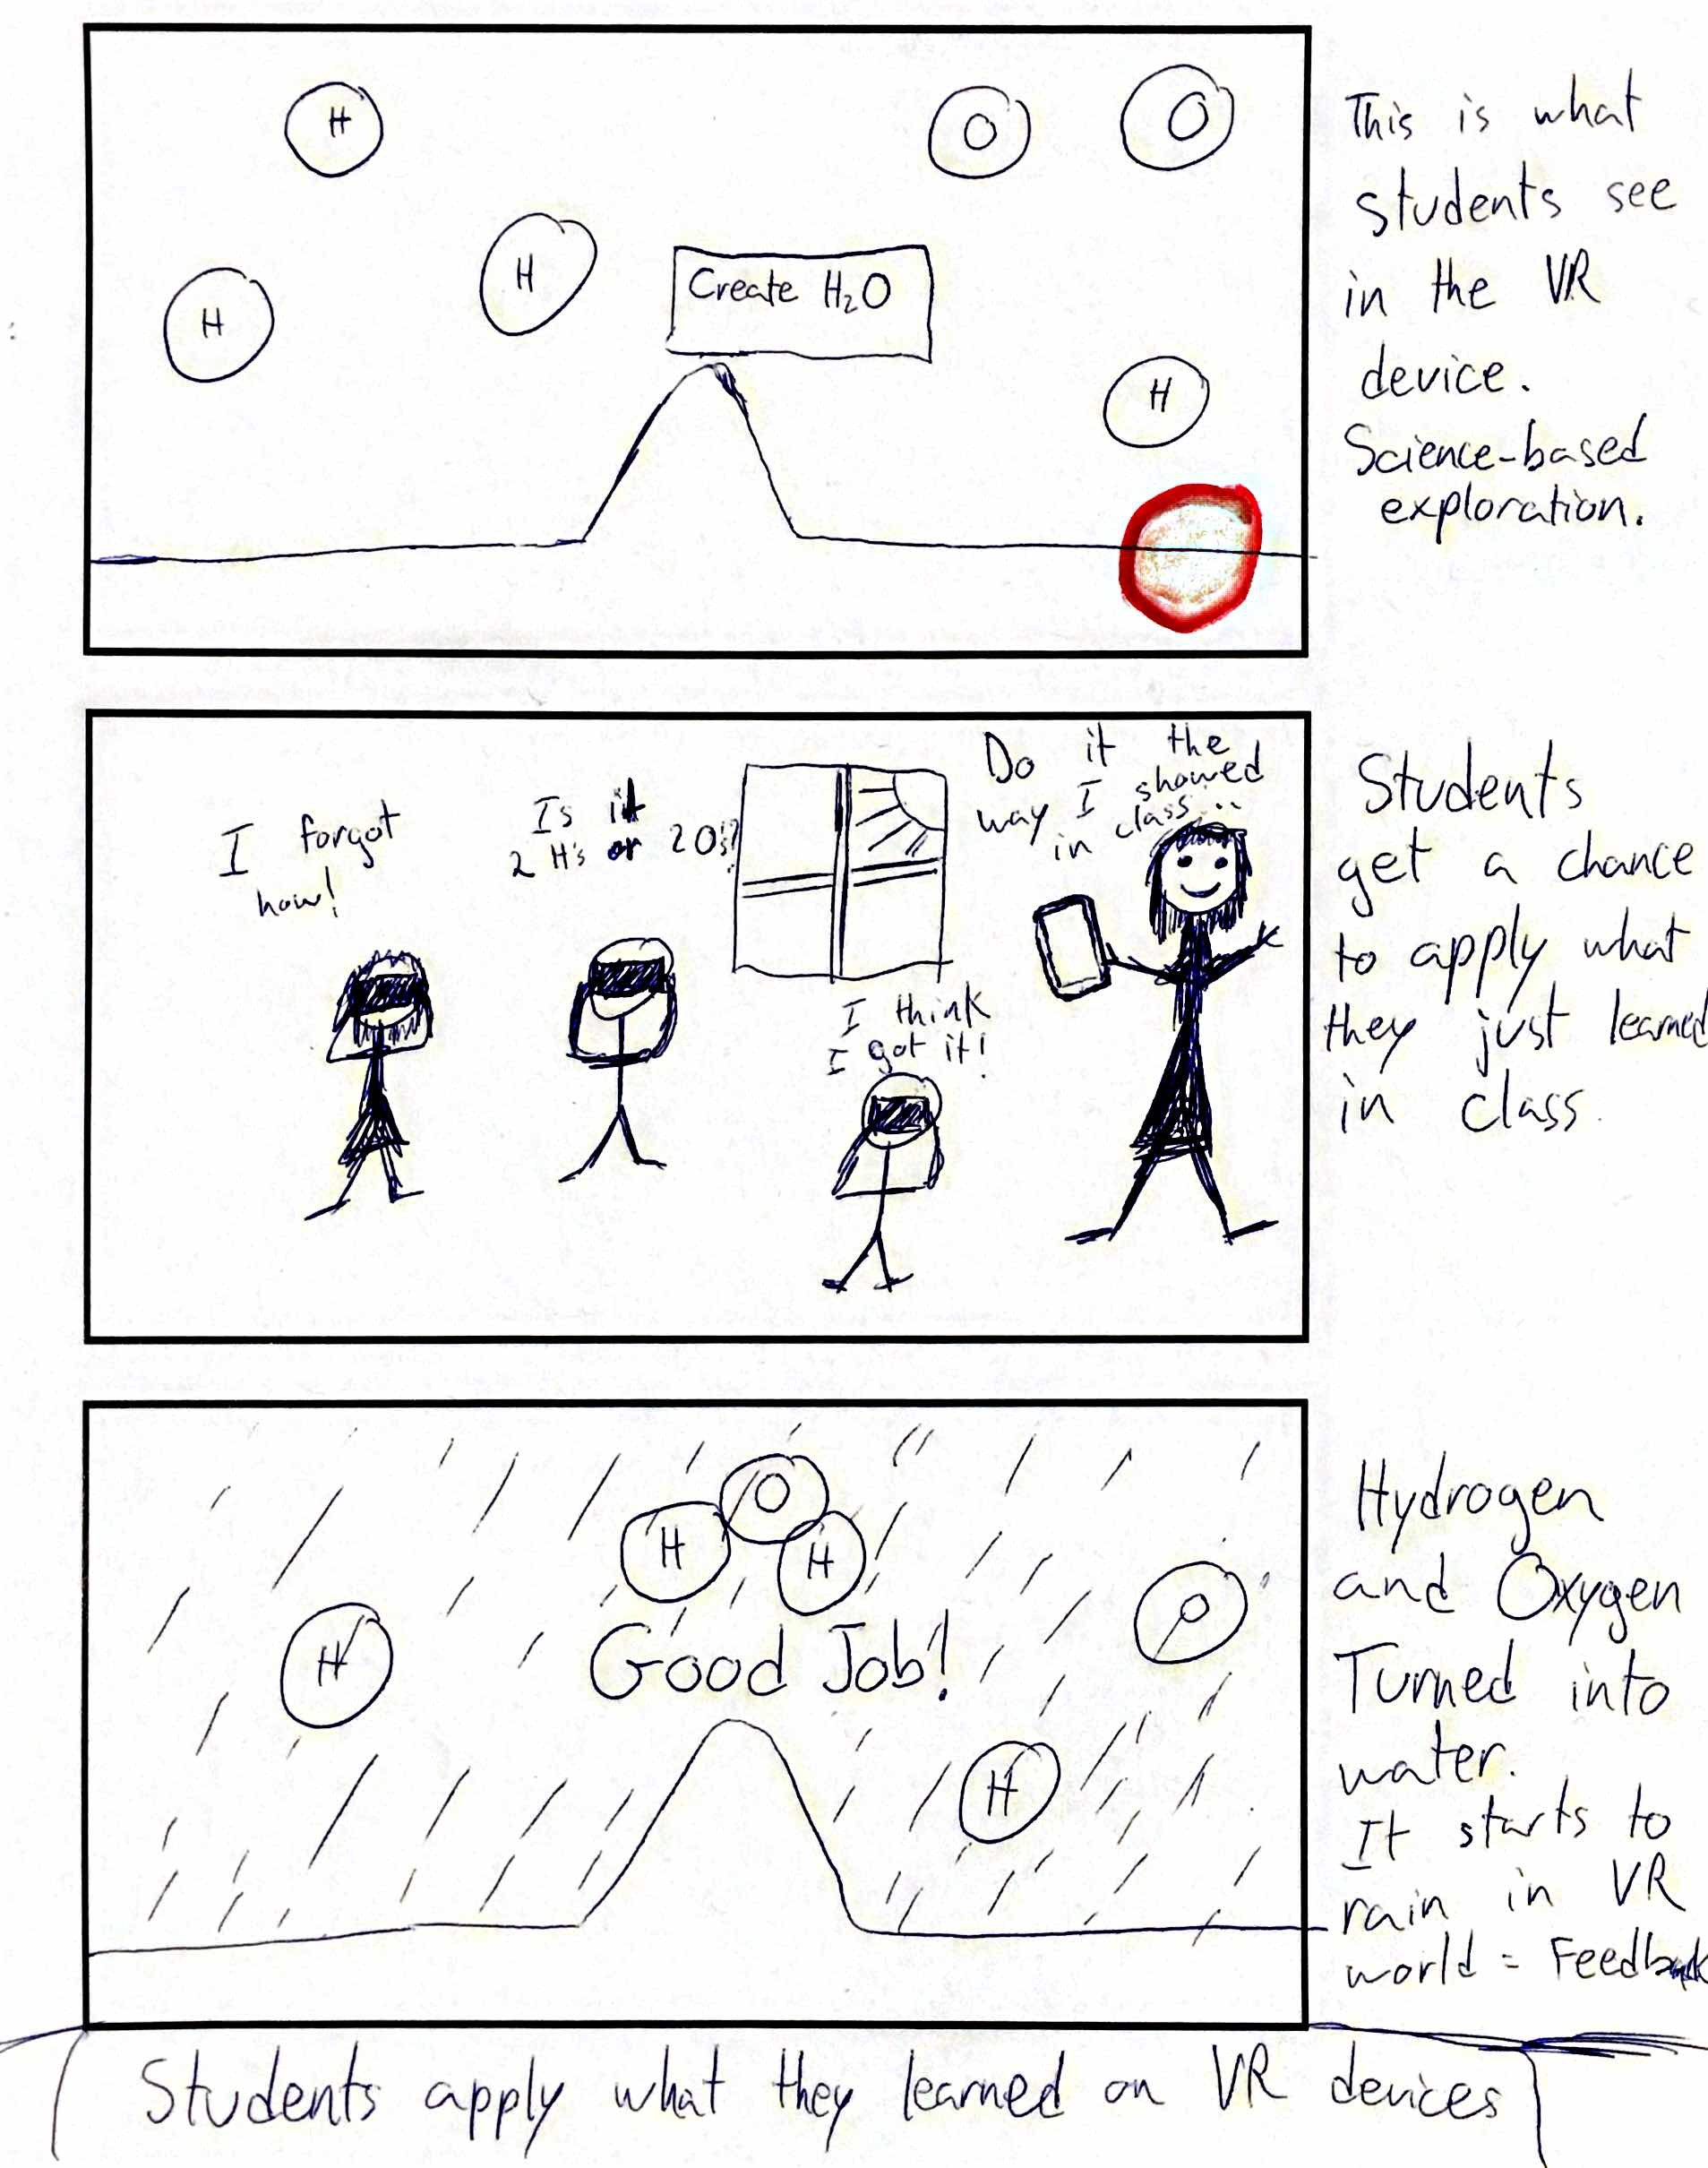 H
O
O
H
H
Create H₂O
H
This is what
students see
in the VR
device.
Science-based
exploration.
I forgot
how!
Is it
2 H's or 2 O's?
Do it the
way I showed
in class...
I think
I got it!
Students
get a chance
to apply what
they just learned
in class.
O
H
H
H
O
Good Job!
H
Hydrogen
and Oxygen
Turned into
water.
It starts to
rain in VR
world = Feedback
Students apply what they learned on VR devices